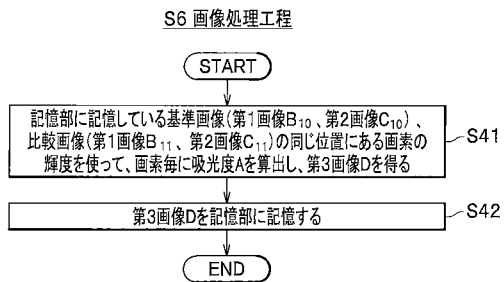 S6 画像処理工程
START
記憶部に記憶している基準画像(第1画像B₁₀、第2画像C₁₀)、
比較画像(第1画像B₁₁、第2画像C₁₁)の同じ位置にある画素の
輝度を使って、画素毎に吸光度Aを算出し、第3画像Dを得る
S41
第3画像Dを記憶部に記憶する
S42
END